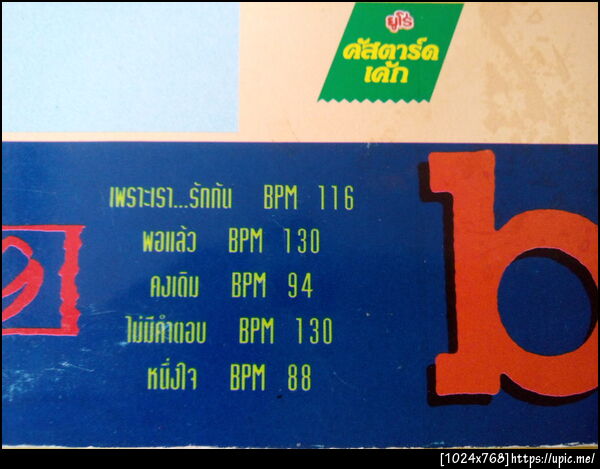 ยูโร่
คัสตาร์ด
เค้ก
เพราะเรา...รักกัน BPM 116
พอแล้ว BPM 130
คงเดิม BPM 94
ไม่มีคำตอบ BPM 130
หนึ่งใจ BPM 88
b
[1024x768]https://upic.me/